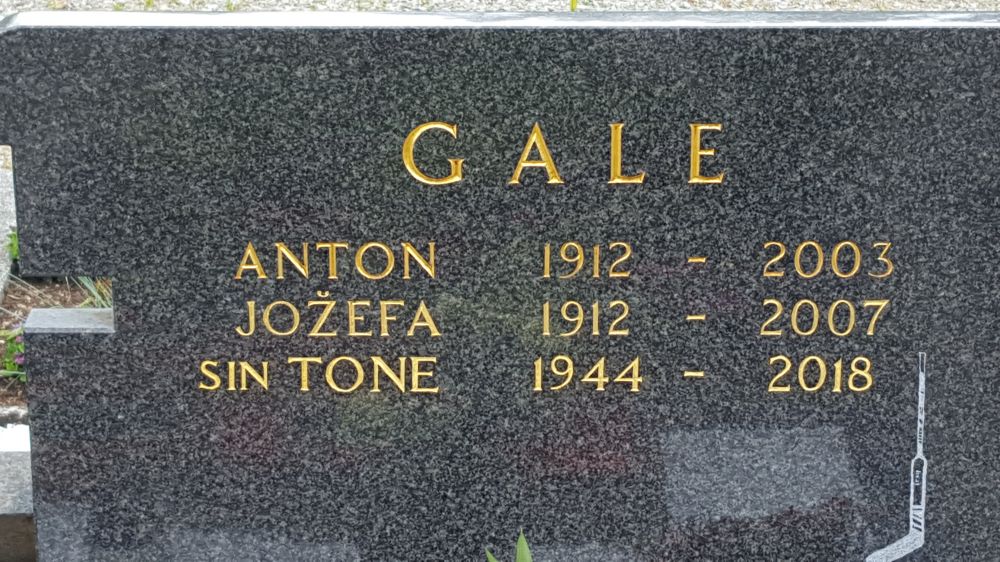 GALE
ANTON 1912 - 2003
JOŽEFA 1912 - 2007
SIN TONE 1944 - 2018